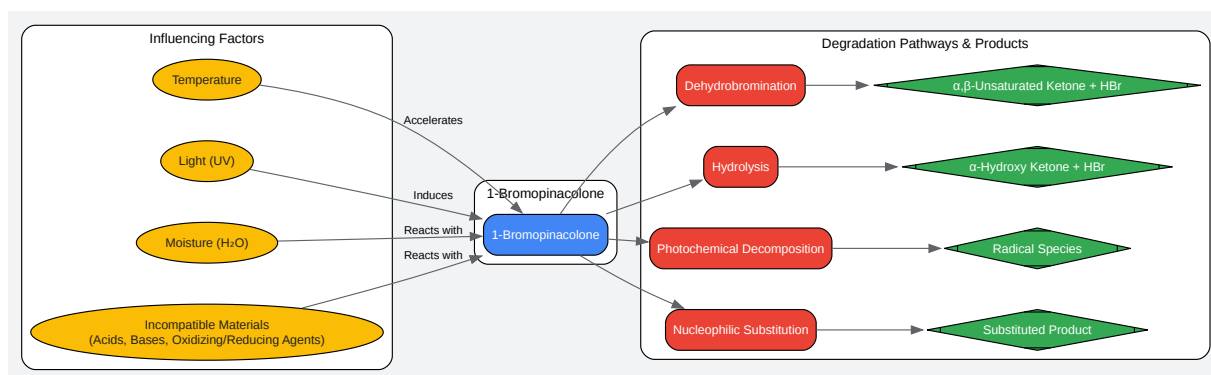 Influencing Factors
Temperature
Light (UV)
Moisture (H₂O)
Incompatible Materials
(Acids, Bases, Oxidizing/Reducing Agents)
Accelerates
Induces
Reacts with
Reacts with
1-Bromopinacolone
1-Bromopinacolone
Degradation Pathways & Products
Dehydrobromination
α,β-Unsaturated Ketone + HBr
Hydrolysis
α-Hydroxy Ketone + HBr
Photochemical Decomposition
Radical Species
Nucleophilic Substitution
Substituted Product